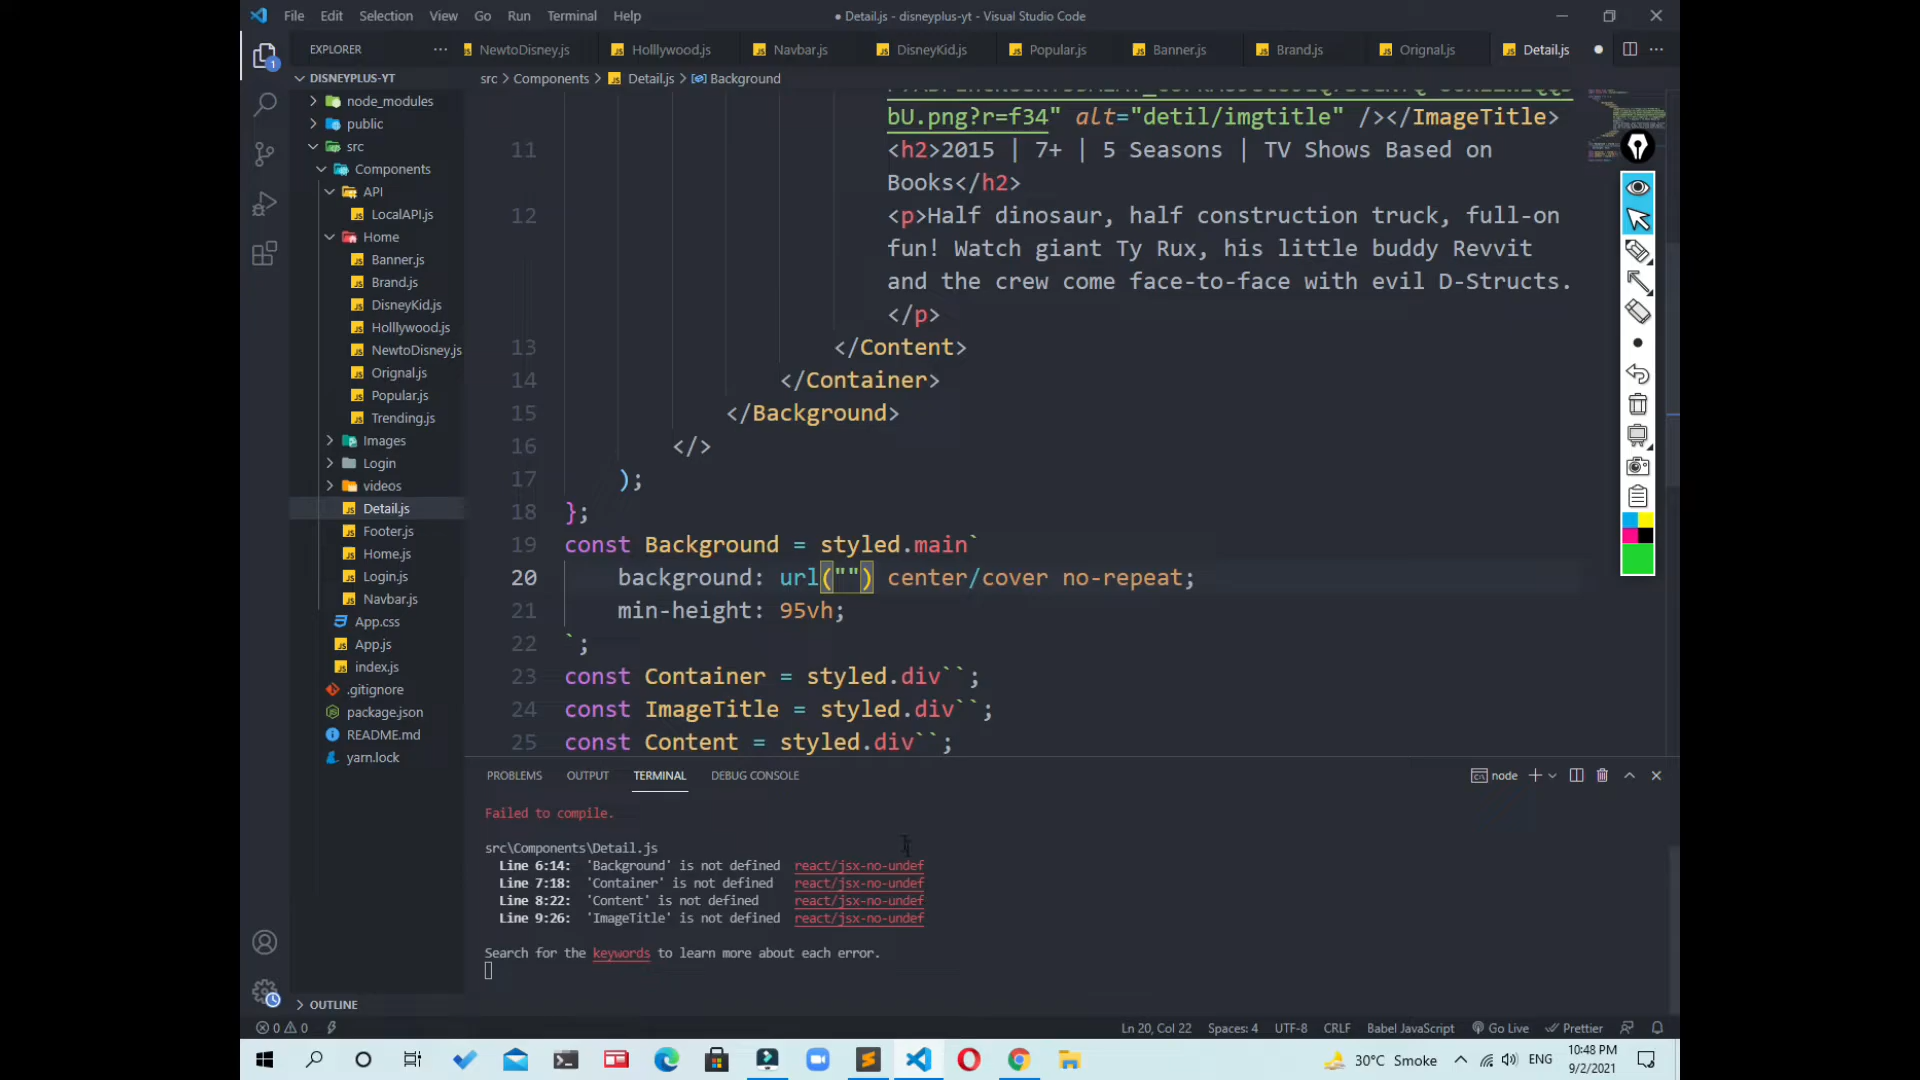 File Edit Selection View Go Run Terminal Help
● Detail.js - disneyplus-yt - Visual Studio Code
EXPLORER
NewtoDisney.js Holllywood.js Navbar.js DisneyKid.js Popular.js Banner.js Brand.js Orignal.js Detail.js
src > Components > Detail.js > Background
DISNEYPLUS-YT
node_modules
public
src
Components
API
LocalAPI.js
Home
Banner.js
Brand.js
DisneyKid.js
Holllywood.js
NewtoDisney.js
Orignal.js
Popular.js
Trending.js
Images
Login
videos
Detail.js
Footer.js
Home.js
Login.js
Navbar.js
App.css
App.js
index.js
.gitignore
package.json
README.md
yarn.lock
OUTLINE
bU.png?r=f34" alt="detil/imgtitle" /></ImageTitle>
11 <h2>2015 | 7+ | 5 Seasons | TV Shows Based on
Books</h2>
12 <p>Half dinosaur, half construction truck, full-on
fun! Watch giant Ty Rux, his little buddy Revvit
and the crew come face-to-face with evil D-Structs.
</p>
13 </Content>
14 </Container>
15 </Background>
16 </>
17 );
18 };
19 const Background = styled.main`
20 background: url("") center/cover no-repeat;
21 min-height: 95vh;
22 `;
23 const Container = styled.div``;
24 const ImageTitle = styled.div``;
25 const Content = styled.div``;
PROBLEMS OUTPUT TERMINAL DEBUG CONSOLE
node
Failed to compile.
src\Components\Detail.js
Line 6:14: 'Background' is not defined react/jsx-no-undef
Line 7:18: 'Container' is not defined react/jsx-no-undef
Line 8:22: 'Content' is not defined react/jsx-no-undef
Line 9:26: 'ImageTitle' is not defined react/jsx-no-undef
Search for the keywords to learn more about each error.
0 0
Ln 20, Col 22 Spaces: 4 UTF-8 CRLF Babel JavaScript Go Live Prettier
30°C Smoke ENG
10:48 PM
9/2/2021